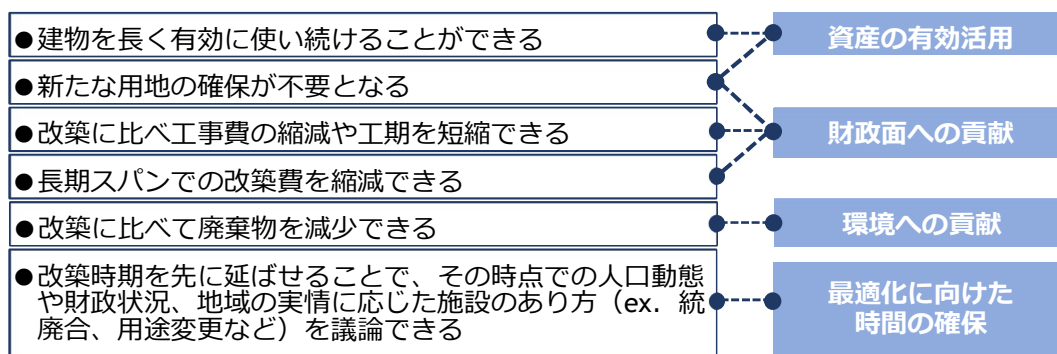 ●建物を長く有効に使い続けることができる
資産の有効活用
●新たな用地の確保が不要となる
●改築に比べ工事費の縮減や工期を短縮できる
財政面への貢献
●長期スパンでの改築費を縮減できる
●改築に比べて廃棄物を減少できる
環境への貢献
●改築時期を先に延ばせることで、その時点での人口動態
や財政状況、地域の実情に応じた施設のあり方（ex. 統
廃合、用途変更など）を議論できる
最適化に向けた
時間の確保